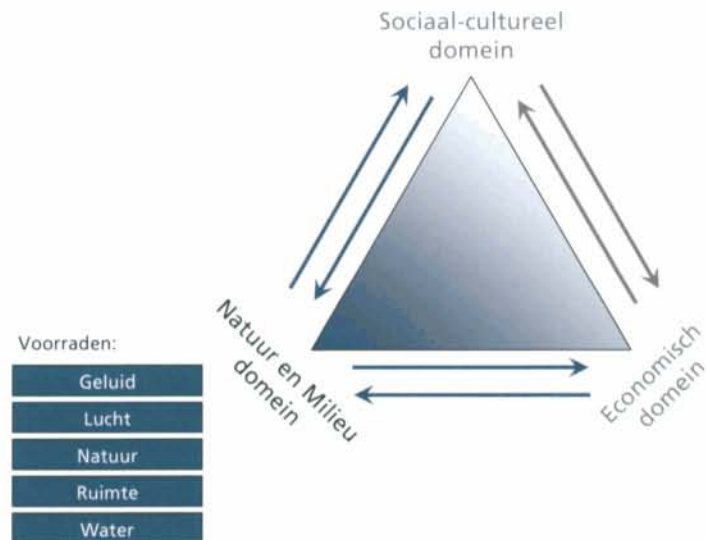 Sociaal-cultureel
domein
Natuur en Milieu
domein
Economisch
domein
Voorraden:
Geluid
Lucht
Natuur
Ruimte
Water